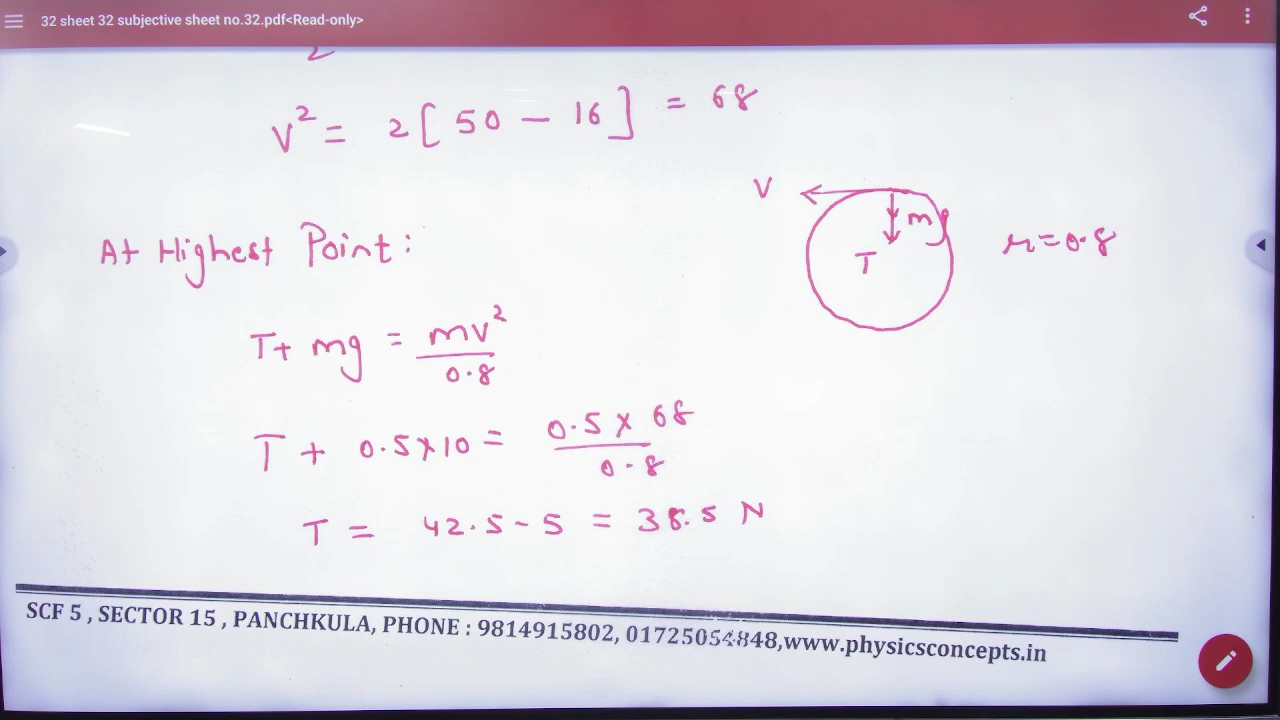 32 sheet 32 subjective sheet no.32.pdf<Read-only>
2
V² = 2[50 − 16] = 68
V
mg
T
r=0.8
At Highest Point:
T+ mg = mv²/0.8
T + 0.5×10 = 0.5 × 68/0.8
T = 42.5 - 5 = 38.5 N
SCF 5 , SECTOR 15 , PANCHKULA, PHONE : 9814915802, 01725054848,www.physicsconcepts.in